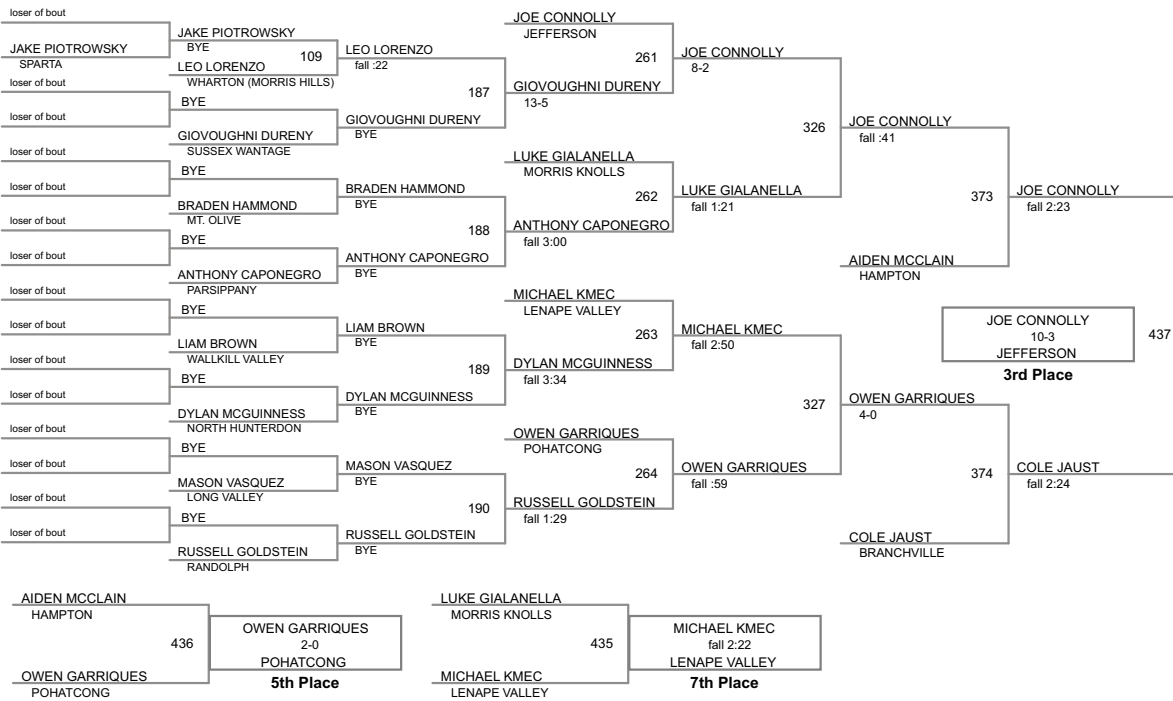 loser of bout
JAKE PIOTROWSKY
SPARTA
loser of bout
loser of bout
loser of bout
loser of bout
loser of bout
loser of bout
loser of bout
loser of bout
loser of bout
loser of bout
loser of bout
loser of bout
loser of bout
loser of bout
JAKE PIOTROWSKY
BYE
109
LEO LORENZO
WHARTON (MORRIS HILLS)
BYE
GIOVOUGHNI DURENY
SUSSEX WANTAGE
BYE
BRADEN HAMMOND
MT. OLIVE
BYE
ANTHONY CAPONEGRO
PARSIPPANY
BYE
LIAM BROWN
WALLKILL VALLEY
BYE
DYLAN MCGUINNESS
NORTH HUNTERDON
BYE
MASON VASQUEZ
LONG VALLEY
BYE
RUSSELL GOLDSTEIN
RANDOLPH
LEO LORENZO
fall :22
187
GIOVOUGHNI DURENY
BYE
BRADEN HAMMOND
BYE
188
ANTHONY CAPONEGRO
BYE
LIAM BROWN
BYE
189
DYLAN MCGUINNESS
BYE
MASON VASQUEZ
BYE
190
RUSSELL GOLDSTEIN
BYE
JOE CONNOLLY
JEFFERSON
261
GIOVOUGHNI DURENY
13-5
LUKE GIALANELLA
MORRIS KNOLLS
262
ANTHONY CAPONEGRO
fall 3:00
MICHAEL KMEC
LENAPE VALLEY
263
DYLAN MCGUINNESS
fall 3:34
OWEN GARRIQUES
POHATCONG
264
RUSSELL GOLDSTEIN
fall 1:29
JOE CONNOLLY
8-2
326
LUKE GIALANELLA
fall 1:21
MICHAEL KMEC
fall 2:50
327
OWEN GARRIQUES
fall :59
JOE CONNOLLY
fall :41
373
AIDEN MCCLAIN
HAMPTON
OWEN GARRIQUES
4-0
374
COLE JAUST
BRANCHVILLE
JOE CONNOLLY
fall 2:23
JOE CONNOLLY
10-3
JEFFERSON
437
3rd Place
COLE JAUST
fall 2:24
AIDEN MCCLAIN
HAMPTON
436
OWEN GARRIQUES
POHATCONG
OWEN GARRIQUES
2-0
POHATCONG
5th Place
LUKE GIALANELLA
MORRIS KNOLLS
435
MICHAEL KMEC
LENAPE VALLEY
MICHAEL KMEC
fall 2:22
LENAPE VALLEY
7th Place